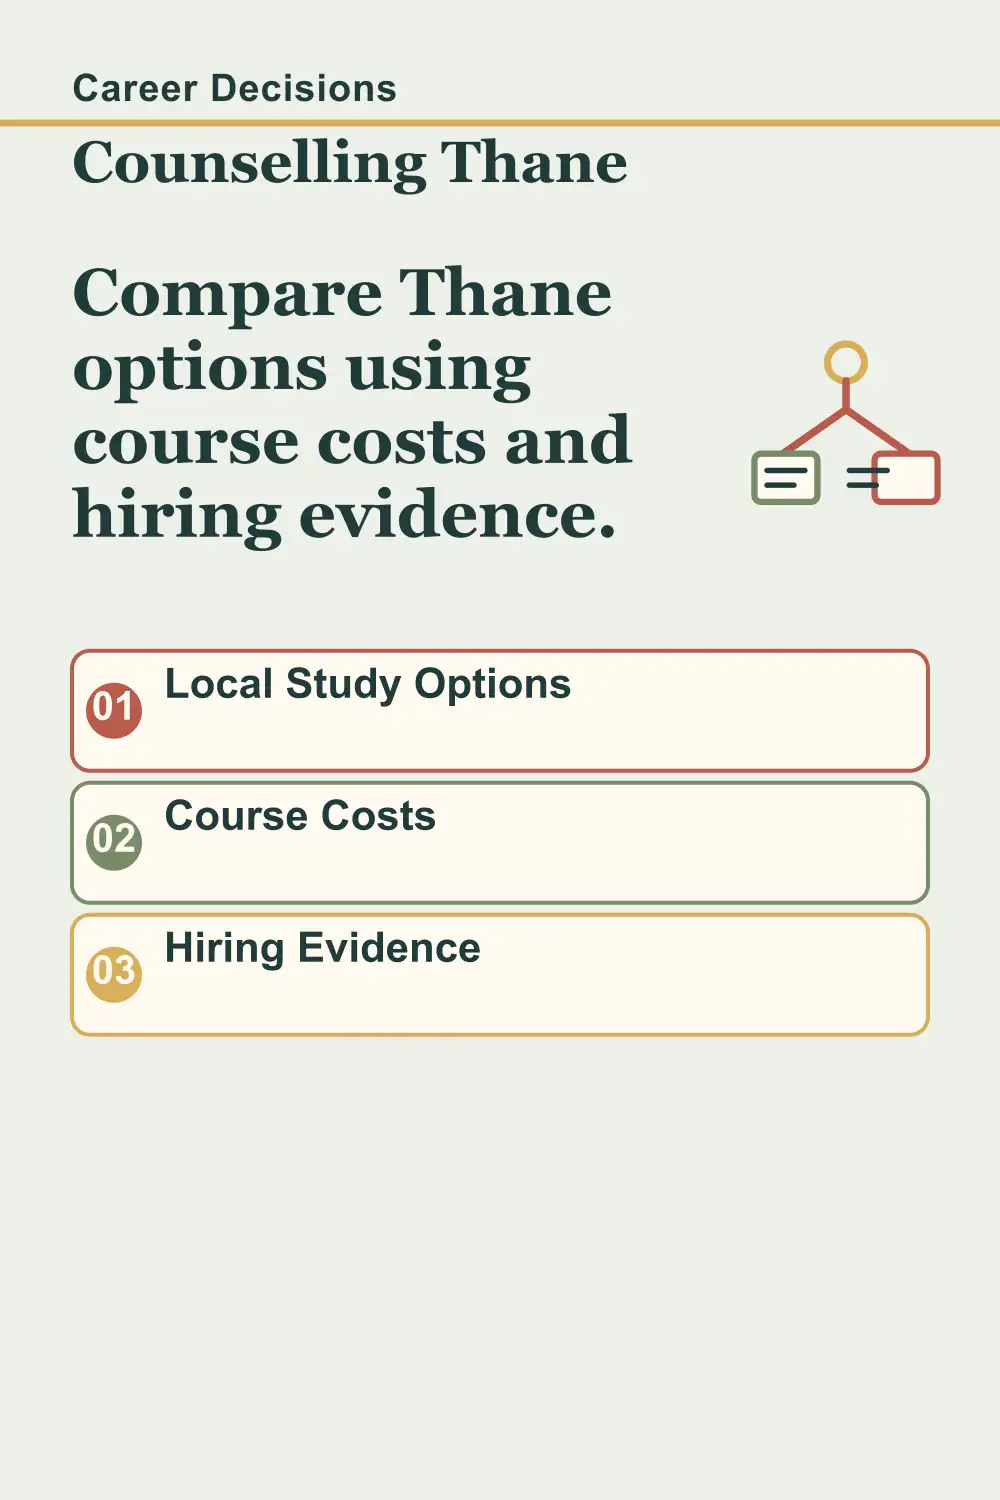 Career Decisions
Counselling Thane
Compare Thane
options using
course costs and
hiring evidence.
01 Local Study Options
02 Course Costs
03 Hiring Evidence